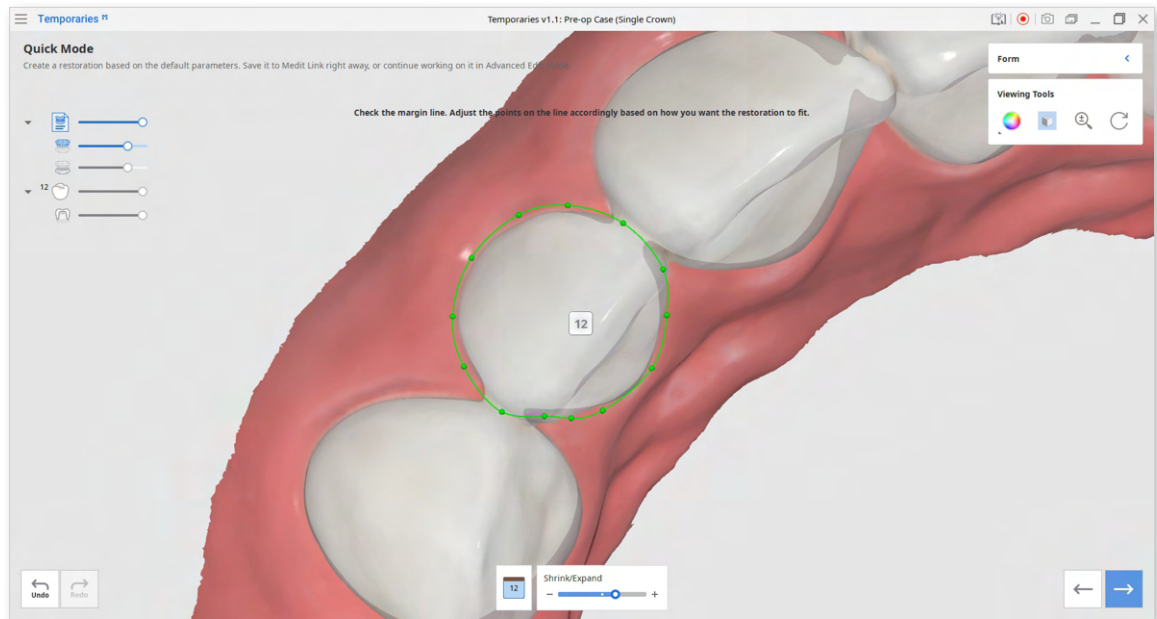 Temporaries
Temporaries v1.1: Pre-op Case (Single Crown)
Quick Mode
Create a restoration based on the default parameters. Save it to Medit Link right away, or continue working on it in Advanced
Check the margin line. Adjust the points on the line accordingly based on how you want the restoration to fit.
Form
Viewing Tools
12
12
Undo
Redo
12
Shrink/Expand